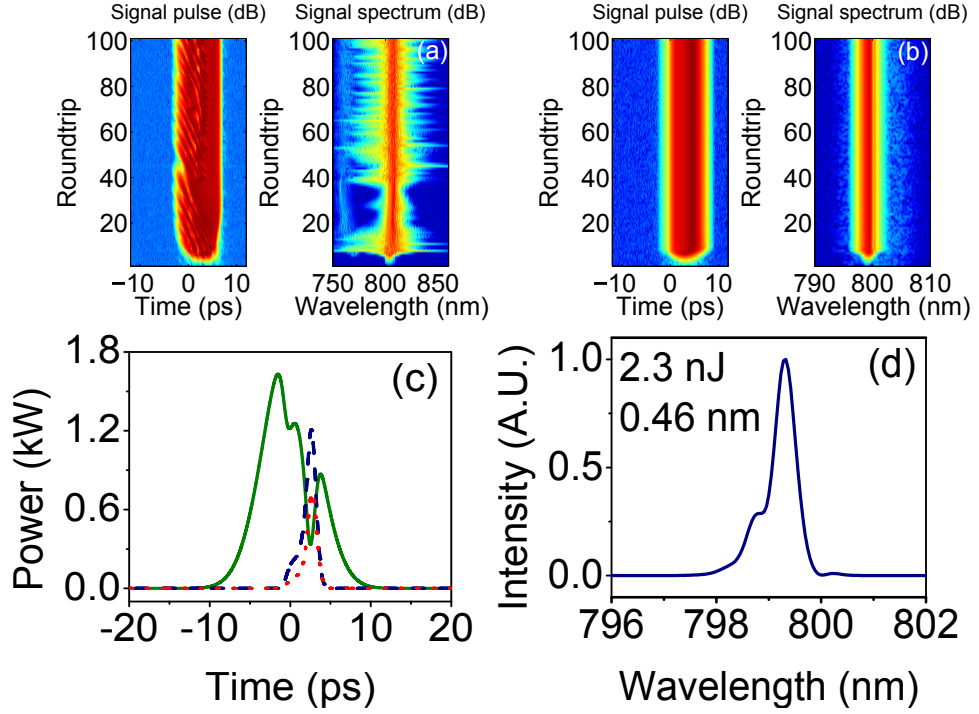 Signal pulse (dB) Signal spectrum (dB) Signal pulse (dB) Signal spectrum (dB)
100 100 (a) 100 100 (b)
80 80 80 80
60 60 60 60
40 40 40 40
20 20 20 20
Roundtrip Roundtrip Roundtrip Roundtrip
−10 0 10 750 800 850 −10 0 10 790 800 810
Time (ps) Wavelength (nm) Time (ps) Wavelength (nm)
1.8 (c)
1.2
0.6
0.0
Power (kW)
-20 -10 0 10 20
Time (ps)
2.3 nJ (d)
0.46 nm
1.0
0.5
0.0
Intensity (A.U.)
796 798 800 802
Wavelength (nm)